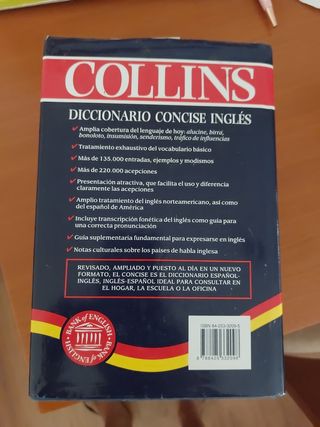 COLLINS
DICCIONARIO CONCISE INGLÉS
Amplia cobertura del lenguaje de hoy: alucine, birra,
bonoloto, insumisión, senderismo, tráfico de influencias
Tratamiento exhaustivo del vocabulario básico
Más de 135.000 entradas, ejemplos y modismos
Más de 220.000 acepciones
Presentación atractiva, que facilita el uso y diferencia
claramente las acepciones
Amplio tratamiento del inglés norteamericano, así como
del español de América
Incluye transcripción fonética del inglés como guía para
una correcta pronunciación
Guía suplementaria fundamental para expresarse en inglés
Notas culturales sobre los países de habla inglesa
REVISADO, AMPLIADO Y PUESTO AL DÍA EN UN NUEVO
FORMATO, EL CONCISE ES EL DICCIONARIO ESPAÑOL-
INGLÉS, INGLÉS-ESPAÑOL IDEAL PARA CONSULTAR EN
EL HOGAR, LA ESCUELA O LA OFICINA
BANK of ENGLISH
BANK of ENGLISH